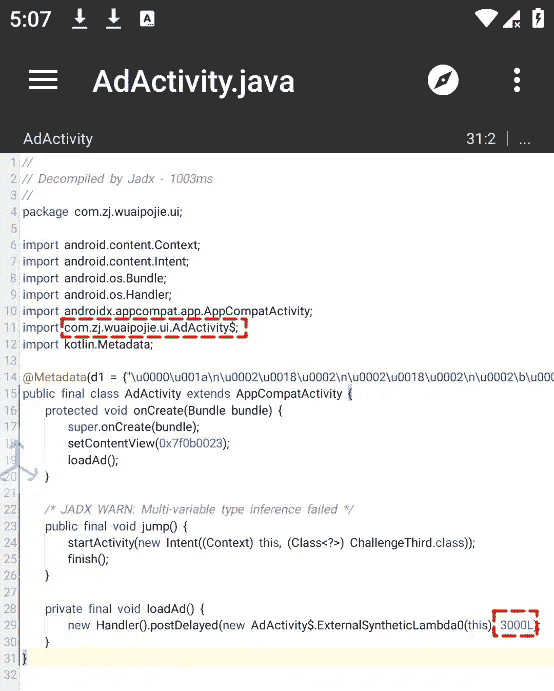 5:07
A
AdActivity.java
AdActivity 31:2 | ...
1 //
2 // Decompiled by Jadx - 1003ms
3 //
4 package com.zj.wuaipojie.ui;
5
6 import android.content.Context;
7 import android.content.Intent;
8 import android.os.Bundle;
9 import android.os.Handler;
10 import androidx.appcompat.app.AppCompatActivity;
11 import com.zj.wuaipojie.ui.AdActivity$;
12 import kotlin.Metadata;
13
14 @Metadata(d1 = {"\u0000\u001a\n\u0002\u0018\u0002\n\u0002\u0018\u0002\n\u0002\b\u000
15 public final class AdActivity extends AppCompatActivity {
16 protected void onCreate(Bundle bundle) {
17 super.onCreate(bundle);
18 setContentView(0x7f0b0023);
19 loadAd();
20 }
21
22 /* JADX WARN: Multi-variable type inference failed */
23 public final void jump() {
24 startActivity(new Intent((Context) this, (Class<?>) ChallengeThird.class));
25 finish();
26 }
27
28 private final void loadAd() {
29 new Handler().postDelayed(new AdActivity$.ExternalSyntheticLambda0(this), 3000L);
30 }
31 }
32